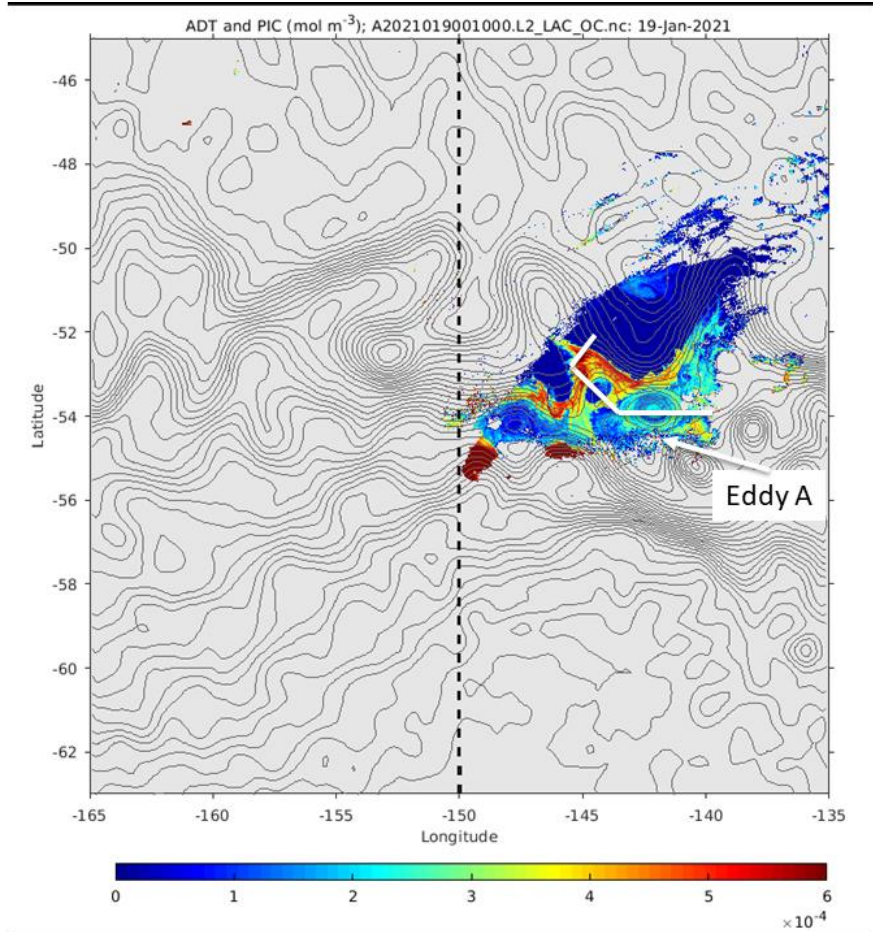 ADT and PIC (mol m⁻³); A2021019001000.L2_LAC_OC.nc: 19-Jan-2021
-46
-48
-50
-52
-54
-56
-58
-60
-62
Latitude
Eddy A
-165 -160 -155 -150 -145 -140 -135
Longitude
0 1 2 3 4 5 6
×10⁻⁴